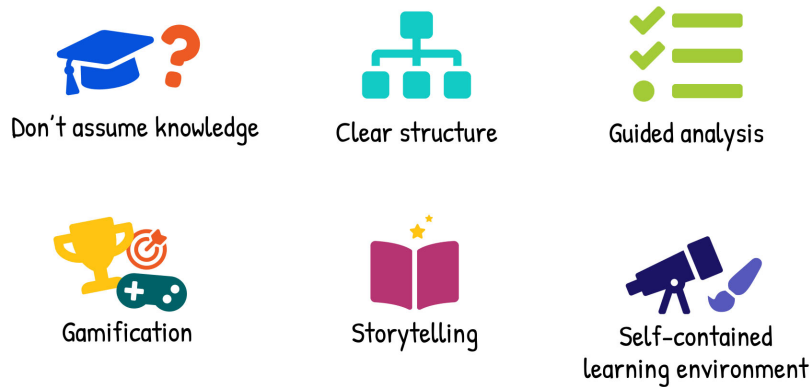 Don't assume knowledge
Clear structure
Guided analysis
Gamification
Storytelling
Self-contained
learning environment